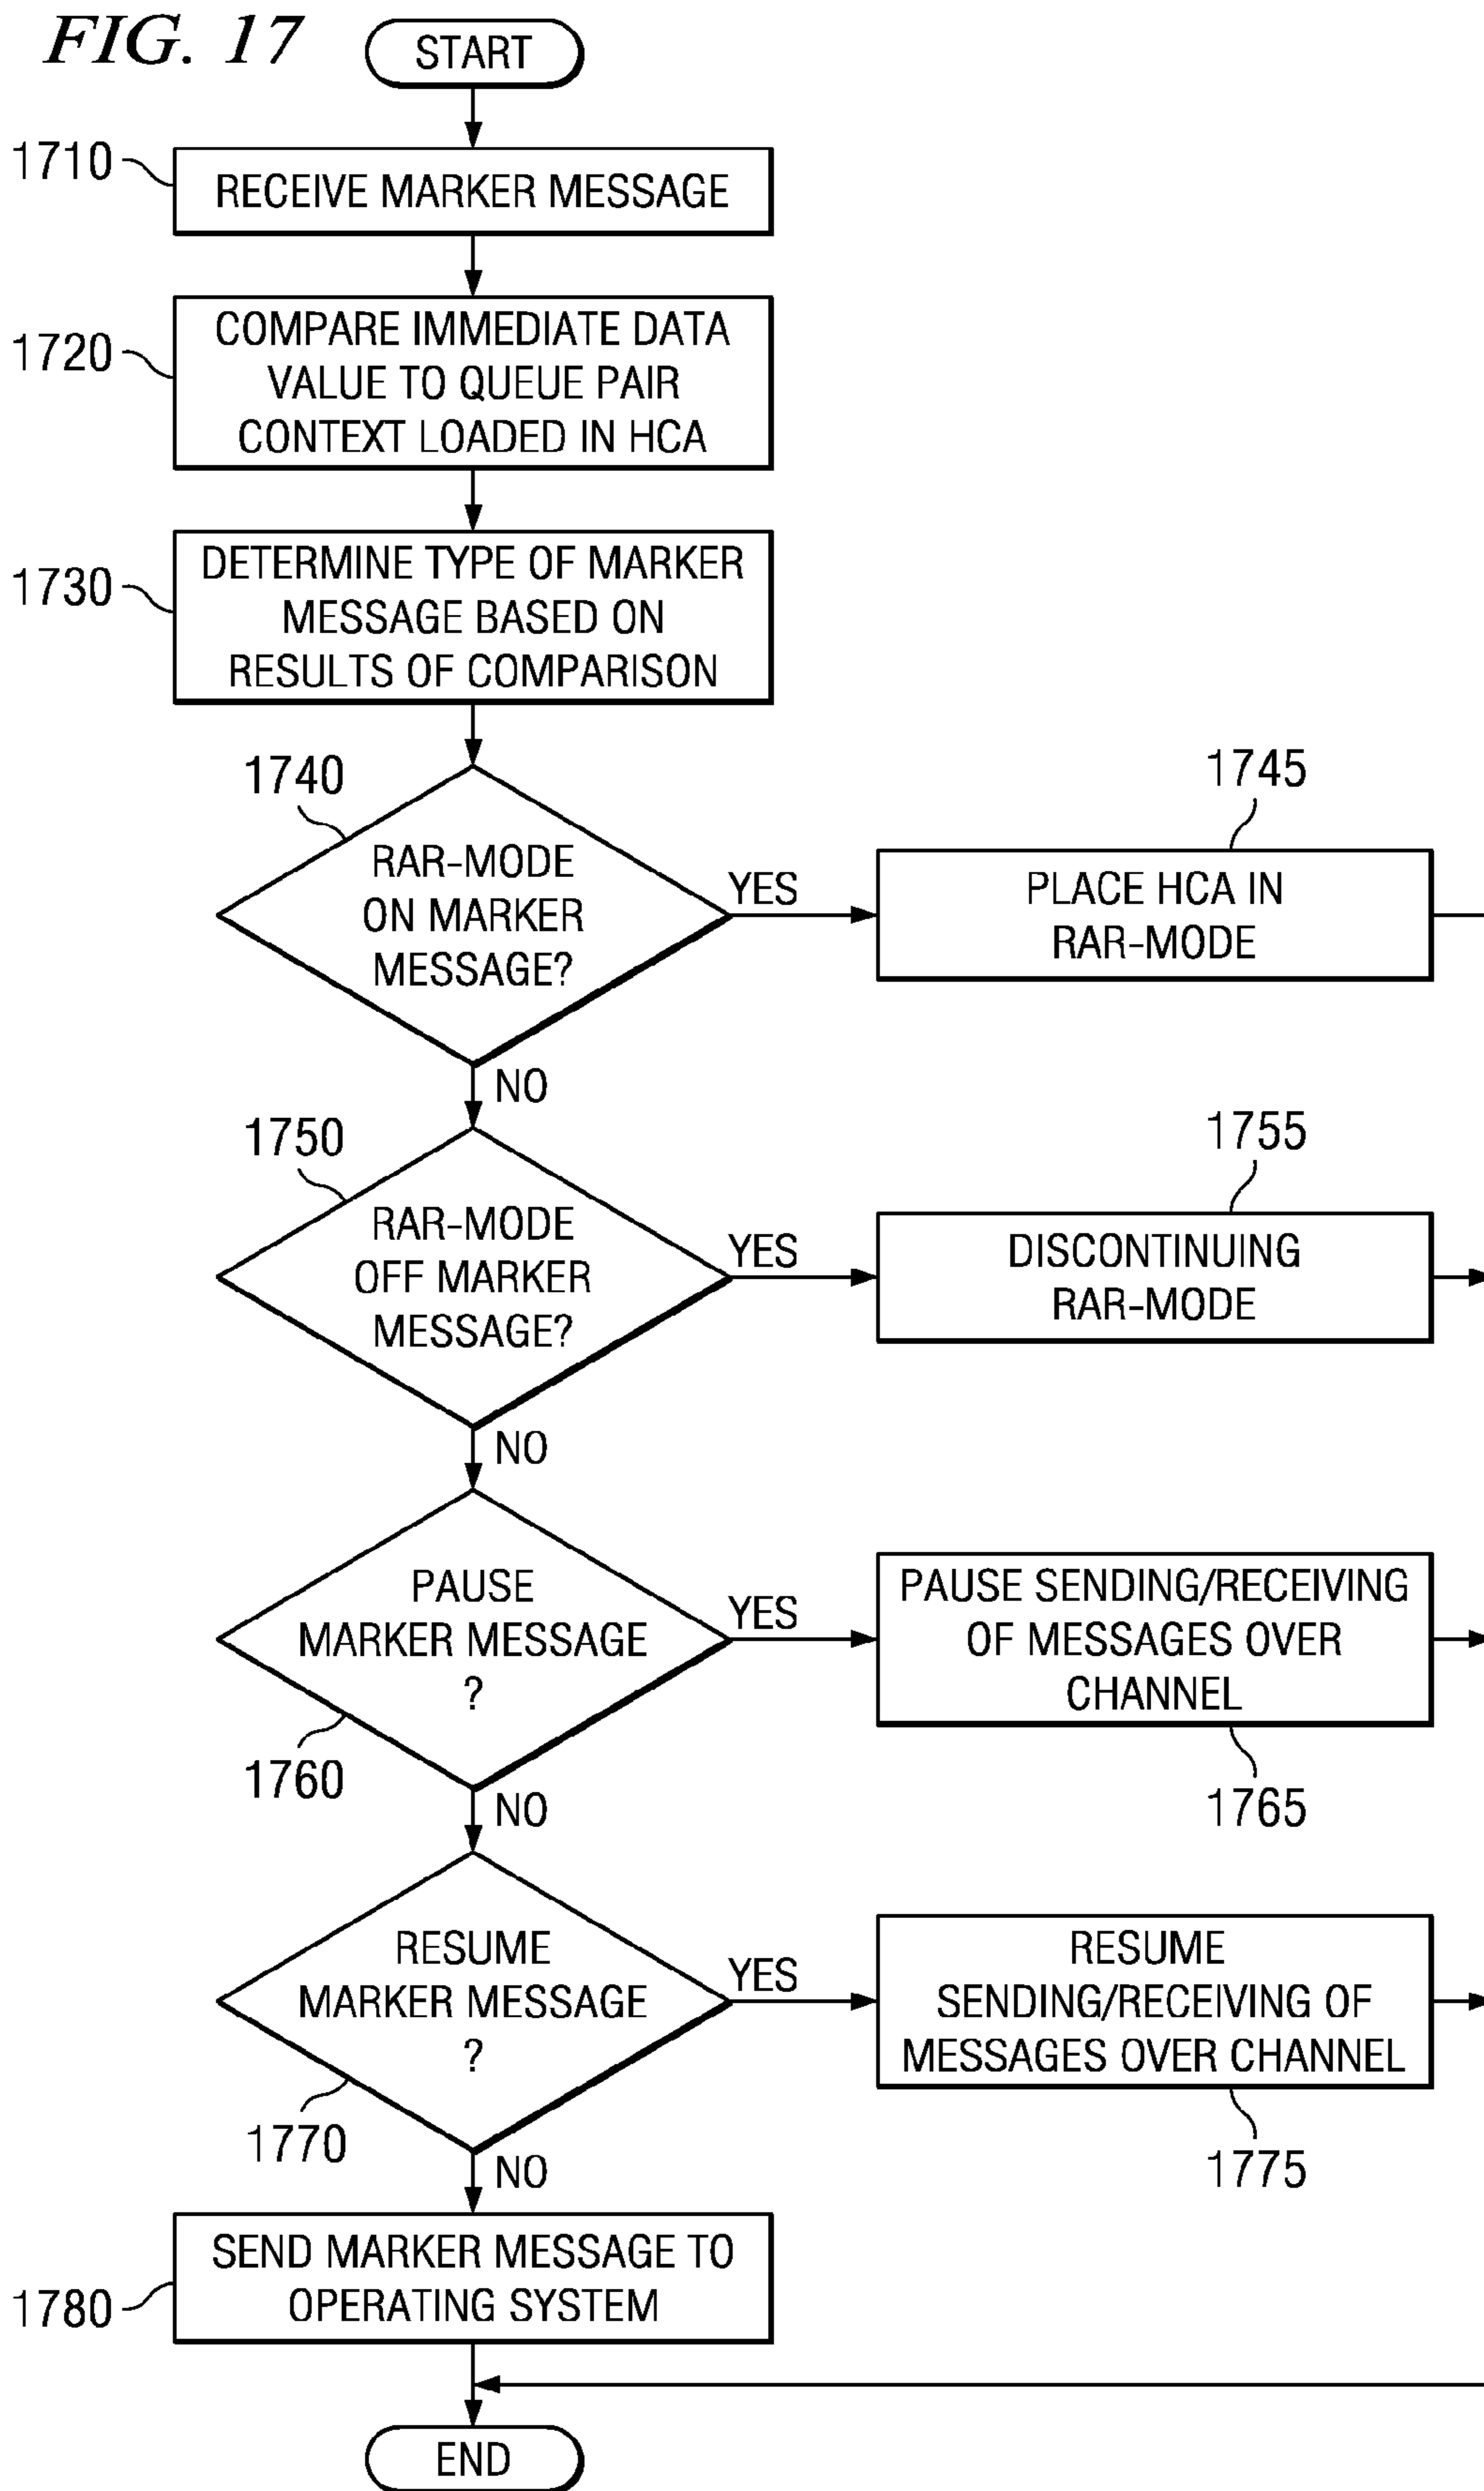 FIG. 17
START
1710
RECEIVE MARKER MESSAGE
1720
COMPARE IMMEDIATE DATA
VALUE TO QUEUE PAIR
CONTEXT LOADED IN HCA
1730
DETERMINE TYPE OF MARKER
MESSAGE BASED ON
RESULTS OF COMPARISON
1740
RAR-MODE
ON MARKER
MESSAGE?
YES
1745
PLACE HCA IN
RAR-MODE
NO
1750
RAR-MODE
OFF MARKER
MESSAGE?
YES
1755
DISCONTINUING
RAR-MODE
NO
PAUSE
MARKER MESSAGE
?
1760
YES
PAUSE SENDING/RECEIVING
OF MESSAGES OVER
CHANNEL
1765
NO
RESUME
MARKER MESSAGE
?
1770
YES
RESUME
SENDING/RECEIVING OF
MESSAGES OVER CHANNEL
1775
NO
SEND MARKER MESSAGE TO
OPERATING SYSTEM
1780
END